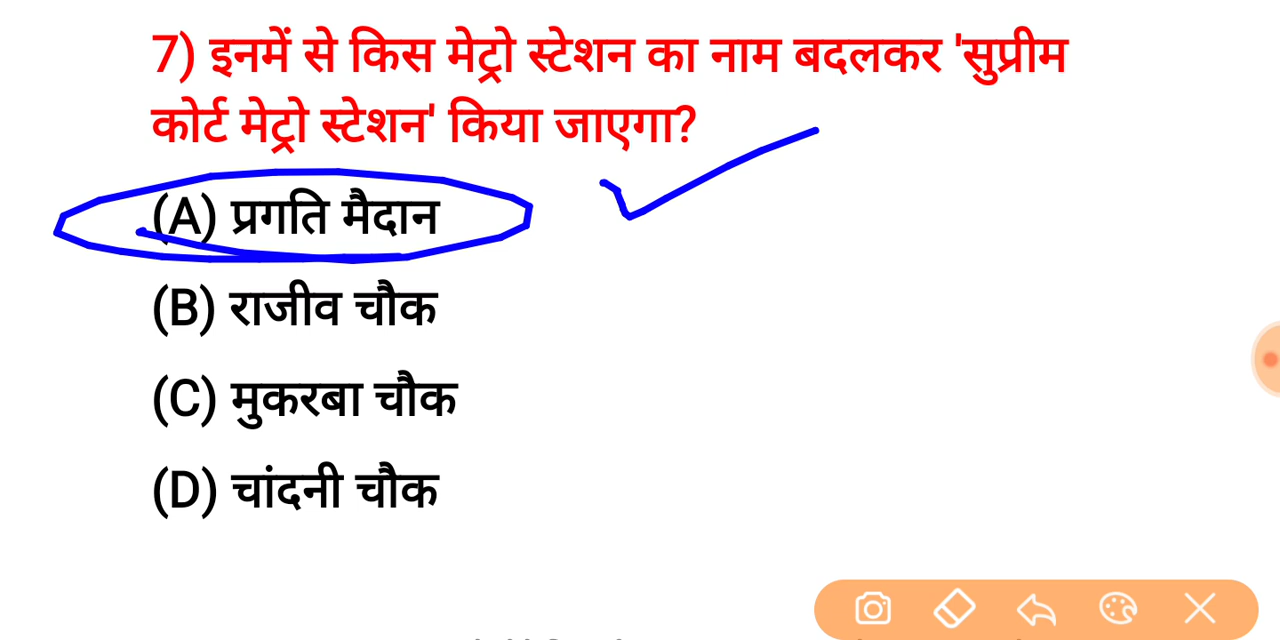 7) इनमें से किस मेट्रो स्टेशन का नाम बदलकर 'सुप्रीम
कोर्ट मेट्रो स्टेशन' किया जाएगा?
(A) प्रगति मैदान
(B) राजीव चौक
(C) मुकरबा चौक
(D) चांदनी चौक